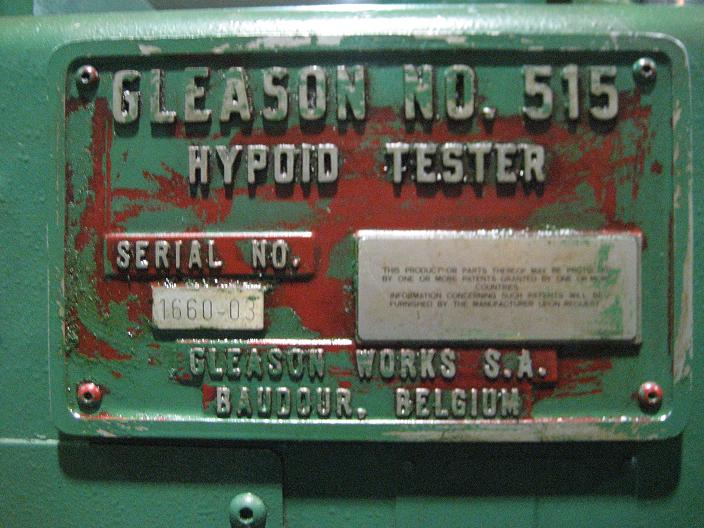 GLEASON NO. 515
HYPOID TESTER
SERIAL NO.
1660-03
THIS PRODUCT OR PARTS THEREOF MAY BE
BY ONE OR MORE PATENTS GRANTED BY ONE OR MORE
COUNTRIES.
INFORMATION CONCERNING SUCH PATENTS WILL BE
FURNISHED BY THE MANUFACTURER UPON REQUEST
GLEASON WORKS S.A.
BAUDOUR, BELGIUM